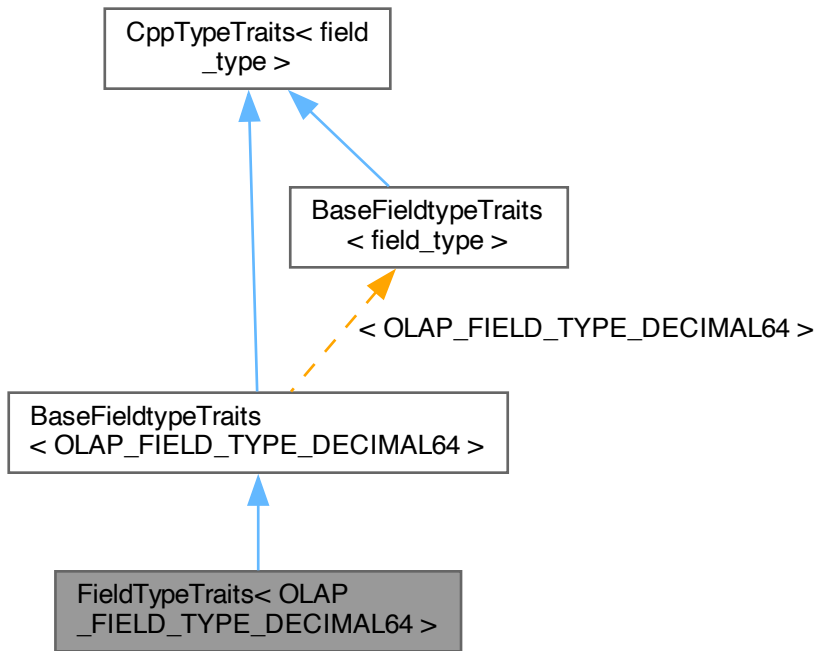 CppTypeTraits< field
_type >
BaseFieldtypeTraits
< field_type >
< OLAP_FIELD_TYPE_DECIMAL64 >
BaseFieldtypeTraits
< OLAP_FIELD_TYPE_DECIMAL64 >
FieldTypeTraits< OLAP
_FIELD_TYPE_DECIMAL64 >